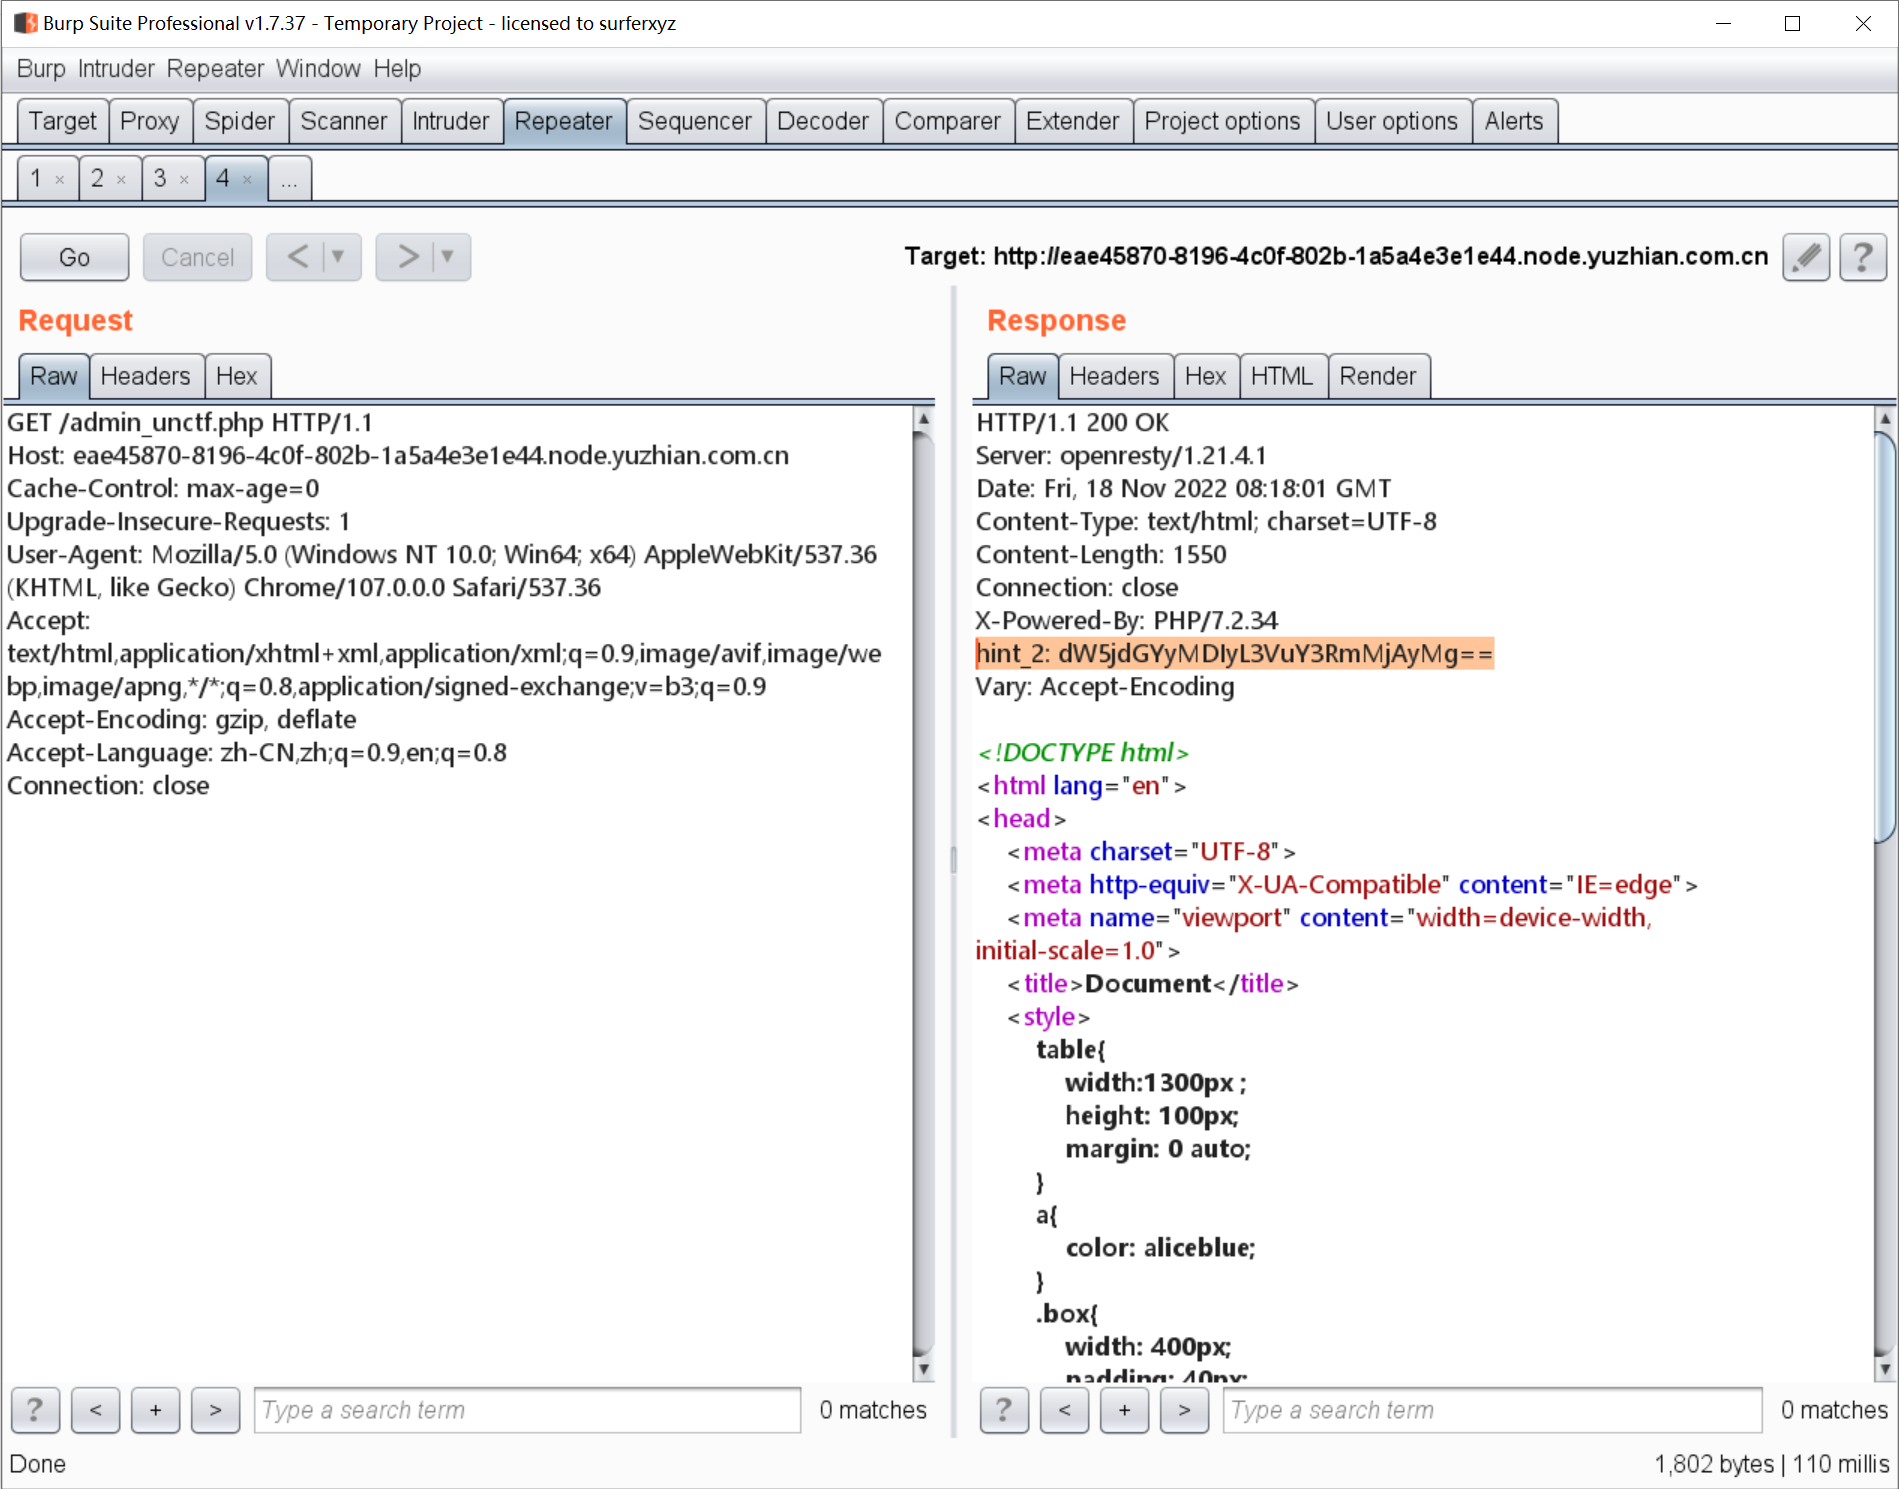 Burp Suite Professional v1.7.37 - Temporary Project - licensed to surferxyz
Burp Intruder Repeater Window Help
Target Proxy Spider Scanner Intruder Repeater Sequencer Decoder Comparer Extender Project options User options Alerts
1 × 2 × 3 × 4 × ...
Go Cancel < ▼ > ▼ Target: http://eae45870-8196-4c0f-802b-1a5a4e3e1e44.node.yuzhian.com.cn ?
Request
Raw Headers Hex
GET /admin_unctf.php HTTP/1.1
Host: eae45870-8196-4c0f-802b-1a5a4e3e1e44.node.yuzhian.com.cn
Cache-Control: max-age=0
Upgrade-Insecure-Requests: 1
User-Agent: Mozilla/5.0 (Windows NT 10.0; Win64; x64) AppleWebKit/537.36
(KHTML, like Gecko) Chrome/107.0.0.0 Safari/537.36
Accept:
text/html,application/xhtml+xml,application/xml;q=0.9,image/avif,image/we
bp,image/apng,*/*;q=0.8,application/signed-exchange;v=b3;q=0.9
Accept-Encoding: gzip, deflate
Accept-Language: zh-CN,zh;q=0.9,en;q=0.8
Connection: close
? < + > Type a search term 0 matches
Response
Raw Headers Hex HTML Render
HTTP/1.1 200 OK
Server: openresty/1.21.4.1
Date: Fri, 18 Nov 2022 08:18:01 GMT
Content-Type: text/html; charset=UTF-8
Content-Length: 1550
Connection: close
X-Powered-By: PHP/7.2.34
hint_2: dW5jdGYyMDIyL3VuY3RmMjAyMg==
Vary: Accept-Encoding
<!DOCTYPE html>
<html lang="en">
<head>
<meta charset="UTF-8">
<meta http-equiv="X-UA-Compatible" content="IE=edge">
<meta name="viewport" content="width=device-width,
initial-scale=1.0">
<title>Document</title>
<style>
table{
width:1300px ;
height: 100px;
margin: 0 auto;
}
a{
color: aliceblue;
}
.box{
width: 400px;
padding: 40px;
? < + > Type a search term 0 matches
Done 1,802 bytes | 110 millis